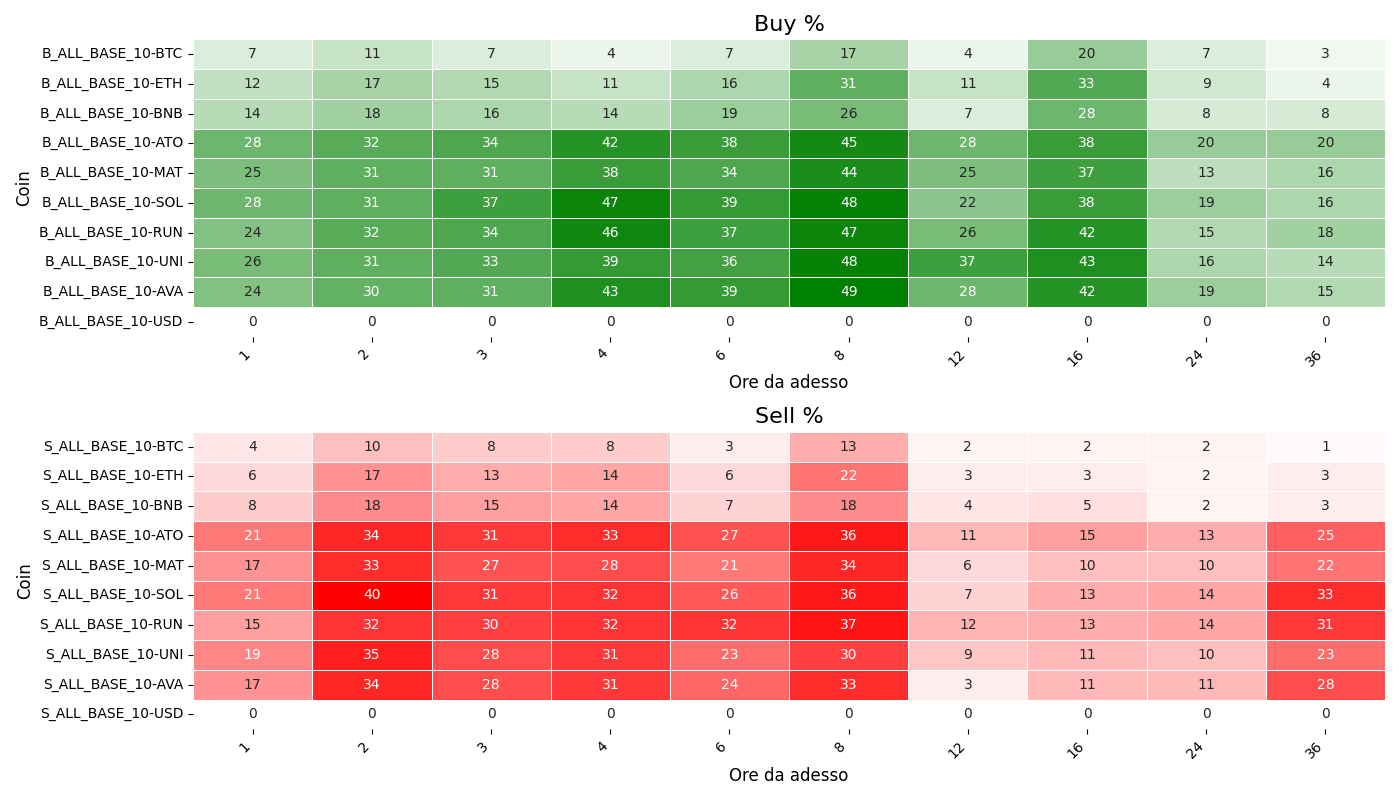 Buy %
Coin
B_ALL_BASE_10-BTC 7 11 7 4 7 17 4 20 7 3
B_ALL_BASE_10-ETH 12 17 15 11 16 31 11 33 9 4
B_ALL_BASE_10-BNB 14 18 16 14 19 26 7 28 8 8
B_ALL_BASE_10-ATO 28 32 34 42 38 45 28 38 20 20
B_ALL_BASE_10-MAT 25 31 31 38 34 44 25 37 13 16
B_ALL_BASE_10-SOL 28 31 37 47 39 48 22 38 19 16
B_ALL_BASE_10-RUN 24 32 34 46 37 47 26 42 15 18
B_ALL_BASE_10-UNI 26 31 33 39 36 48 37 43 16 14
B_ALL_BASE_10-AVA 24 30 31 43 39 49 28 42 19 15
B_ALL_BASE_10-USD 0 0 0 0 0 0 0 0 0 0
1 2 3 4 6 8 12 16 24 36
Ore da adesso
Sell %
Coin
S_ALL_BASE_10-BTC 4 10 8 8 3 13 2 2 2 1
S_ALL_BASE_10-ETH 6 17 13 14 6 22 3 3 2 3
S_ALL_BASE_10-BNB 8 18 15 14 7 18 4 5 2 3
S_ALL_BASE_10-ATO 21 34 31 33 27 36 11 15 13 25
S_ALL_BASE_10-MAT 17 33 27 28 21 34 6 10 10 22
S_ALL_BASE_10-SOL 21 40 31 32 26 36 7 13 14 33
S_ALL_BASE_10-RUN 15 32 30 32 32 37 12 13 14 31
S_ALL_BASE_10-UNI 19 35 28 31 23 30 9 11 10 23
S_ALL_BASE_10-AVA 17 34 28 31 24 33 3 11 11 28
S_ALL_BASE_10-USD 0 0 0 0 0 0 0 0 0 0
1 2 3 4 6 8 12 16 24 36
Ore da adesso